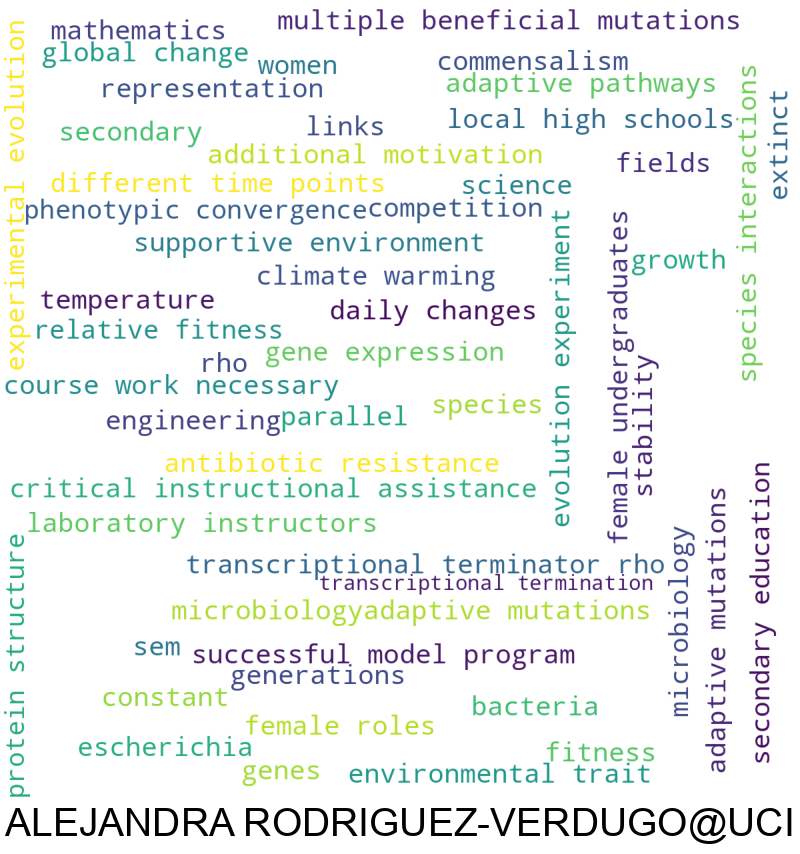 mathematics
multiple beneficial mutations
global change
women
commensalism
representation
adaptive pathways
secondary
links
local high schools
additional motivation
fields
different time points
science
phenotypic convergence
competition
supportive environment
growth
climate warming
temperature
daily changes
relative fitness
rho
gene expression
course work necessary
engineering
parallel
species
antibiotic resistance
critical instructional assistance
laboratory instructors
transcriptional terminator rho
transcriptional termination
microbiologyadaptive mutations
sem
successful model program
generations
constant
bacteria
female roles
escherichia
fitness
genes
environmental trait
experimental evolution
protein structure
evolution experiment
female undergraduates
stability
microbiology
adaptive mutations
species interactions
secondary education
extinct
ALEJANDRA RODRIGUEZ-VERDUGO@UCI